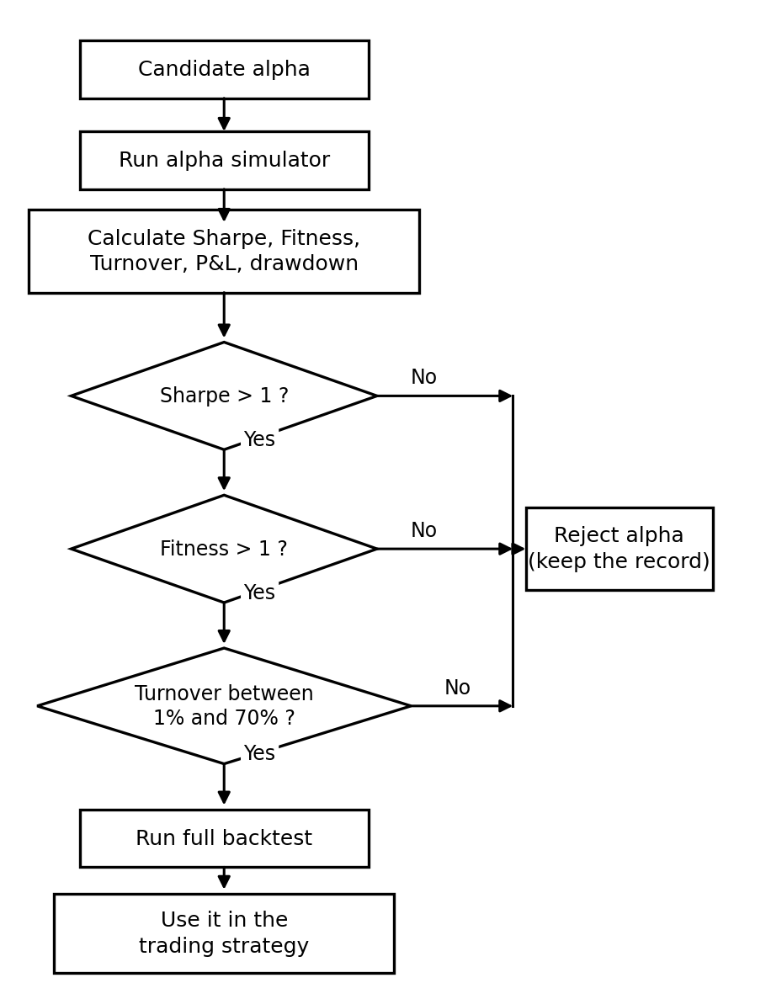 Candidate alpha
Run alpha simulator
Calculate Sharpe, Fitness,
Turnover, P&L, drawdown
Sharpe > 1 ?
No
Yes
Fitness > 1 ?
No
Yes
Reject alpha
(keep the record)
Turnover between
1% and 70% ?
No
Yes
Run full backtest
Use it in the
trading strategy